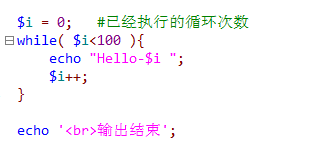 $i = 0;   #已经执行的循环次数
while( $i<100 ){
    echo "Hello-$i ";
    $i++;
}
echo '<br>输出结束';